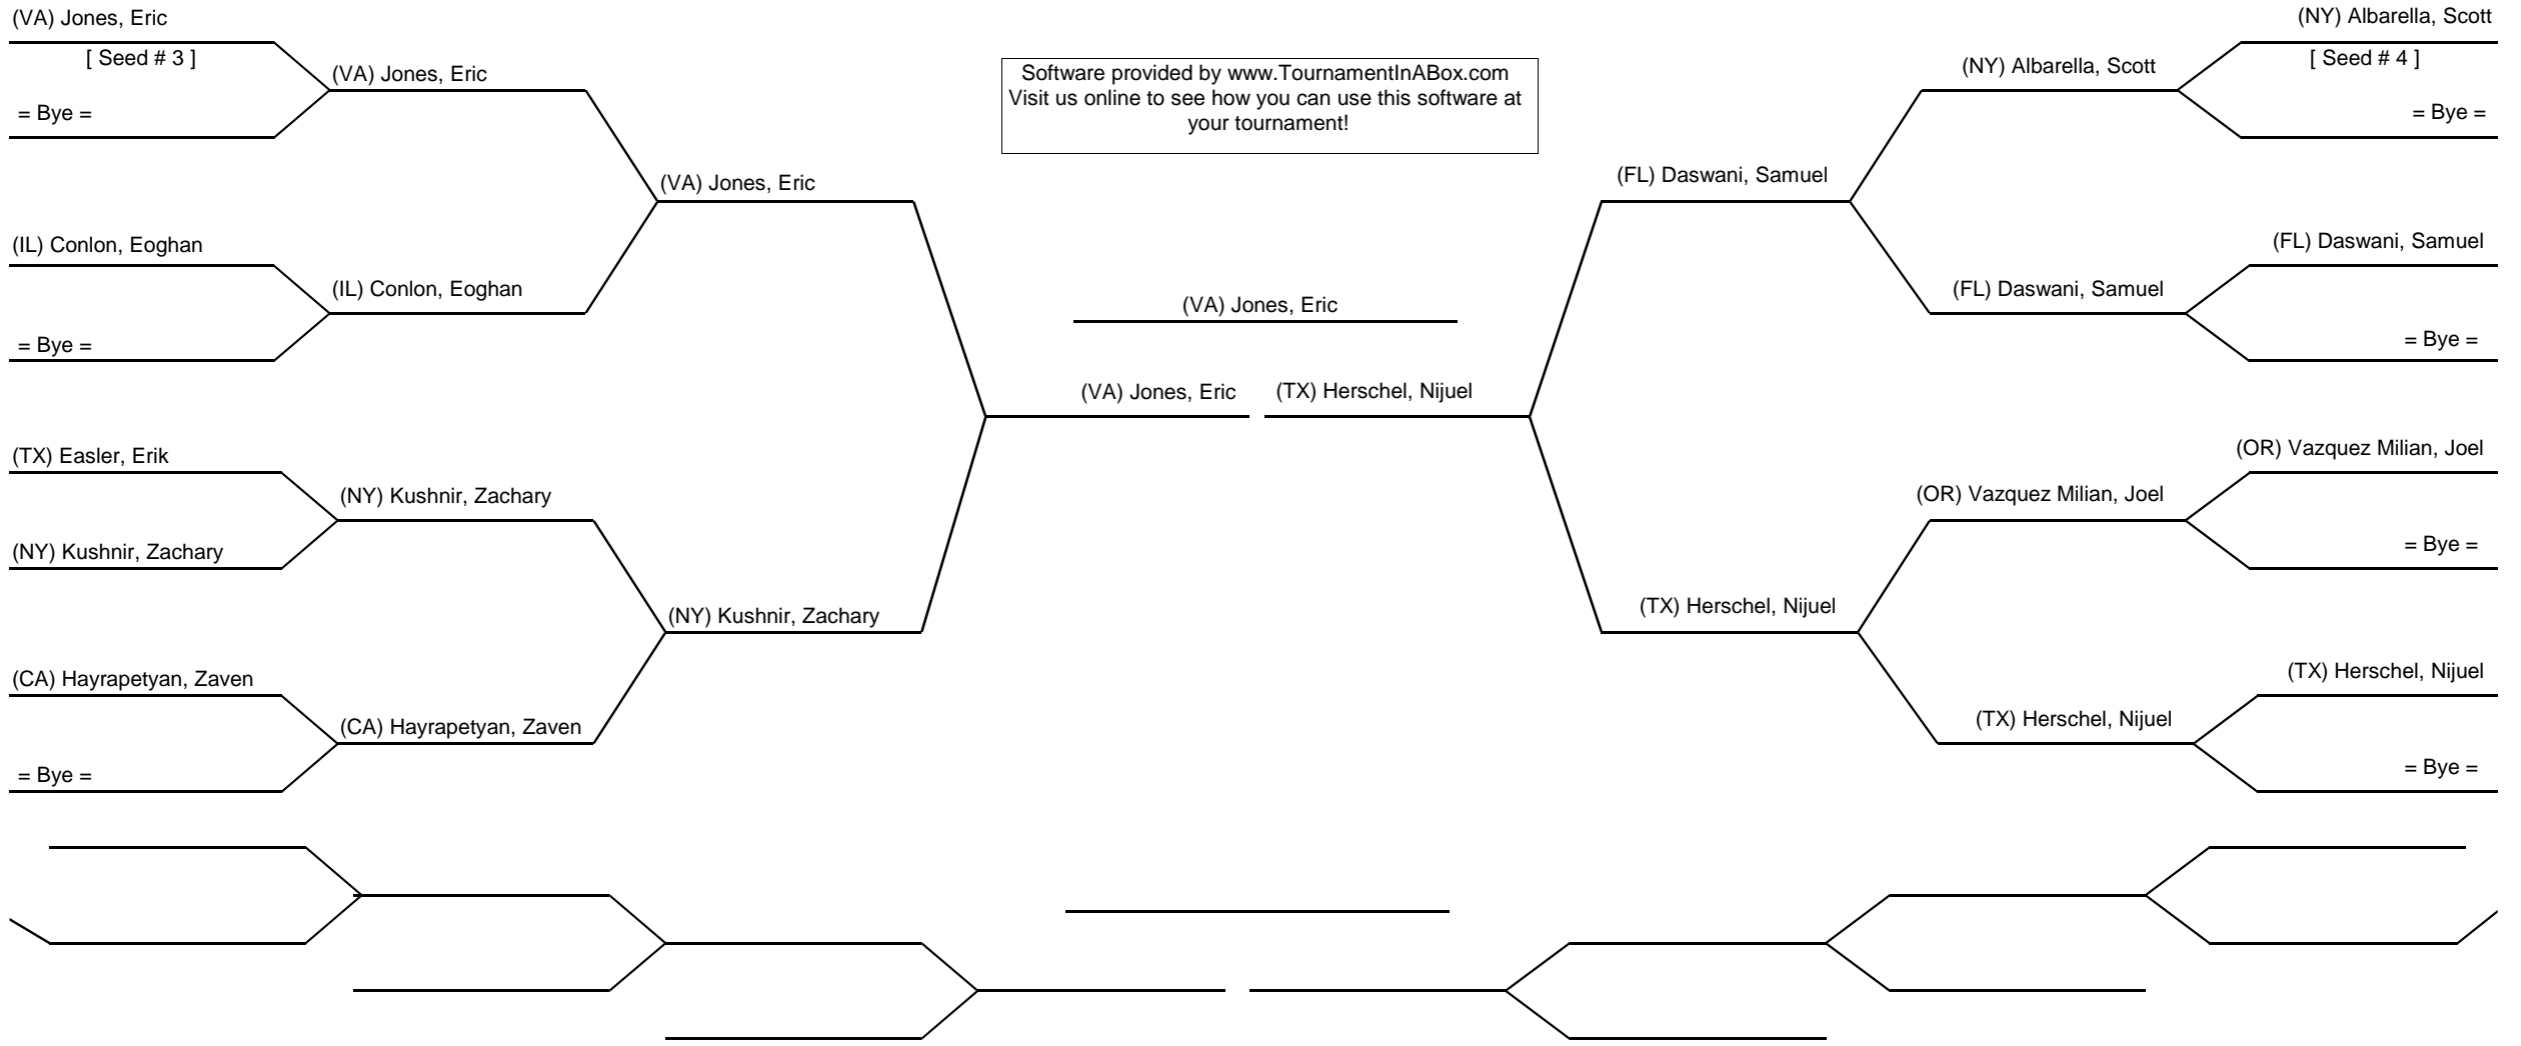 (VA) Jones, Eric
[ Seed # 3 ]
= Bye =
(VA) Jones, Eric
(IL) Conlon, Eoghan
= Bye =
(IL) Conlon, Eoghan
(VA) Jones, Eric
(TX) Easler, Erik
(NY) Kushnir, Zachary
(NY) Kushnir, Zachary
(CA) Hayrapetyan, Zaven
= Bye =
(CA) Hayrapetyan, Zaven
(NY) Kushnir, Zachary
Software provided by www.TournamentInABox.com
Visit us online to see how you can use this software at
your tournament!
(VA) Jones, Eric
(VA) Jones, Eric
(TX) Herschel, Nijuel
(FL) Daswani, Samuel
(TX) Herschel, Nijuel
(NY) Albarella, Scott
(FL) Daswani, Samuel
(OR) Vazquez Milian, Joel
(TX) Herschel, Nijuel
(NY) Albarella, Scott
[ Seed # 4 ]
= Bye =
(FL) Daswani, Samuel
= Bye =
(OR) Vazquez Milian, Joel
= Bye =
(TX) Herschel, Nijuel
= Bye =